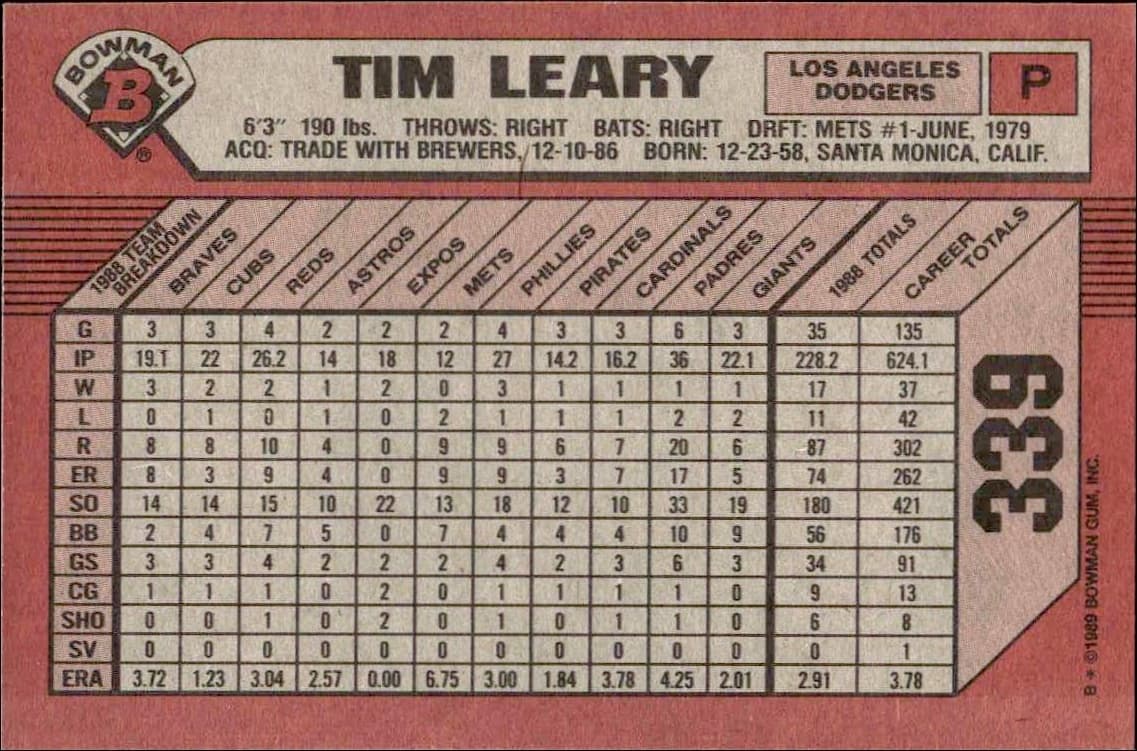 BOWMAN
B
®
TIM LEARY
LOS ANGELES
DODGERS
P
6'3" 190 lbs. THROWS: RIGHT BATS: RIGHT DRFT: METS #1-JUNE, 1979
ACQ: TRADE WITH BREWERS, 12-10-86 BORN: 12-23-58, SANTA MONICA, CALIF.
1988 TEAM BREAKDOWN BRAVES CUBS REDS ASTROS EXPOS METS PHILLIES PIRATES CARDINALS PADRES GIANTS 1988 TOTALS CAREER TOTALS
G 3 3 4 2 2 2 4 3 3 6 3 35 135
IP 19.1 22 26.2 14 18 12 27 14.2 16.2 36 22.1 228.2 624.1
W 3 2 2 1 2 0 3 1 1 1 1 17 37
L 0 1 0 1 0 2 1 1 1 2 2 11 42
R 8 8 10 4 0 9 9 6 7 20 6 87 302
ER 8 3 9 4 0 9 9 3 7 17 5 74 262
SO 14 14 15 10 22 13 18 12 10 33 19 180 421
BB 2 4 7 5 0 7 4 4 4 10 9 56 176
GS 3 3 4 2 2 2 4 2 3 6 3 34 91
CG 1 1 1 0 2 0 1 1 1 1 0 9 13
SHO 0 0 1 0 2 0 1 0 1 1 0 6 8
SV 0 0 0 0 0 0 0 0 0 0 0 0 1
ERA 3.72 1.23 3.04 2.57 0.00 6.75 3.00 1.84 3.78 4.25 2.01 2.91 3.78
339
B * ©1989 BOWMAN GUM, INC.